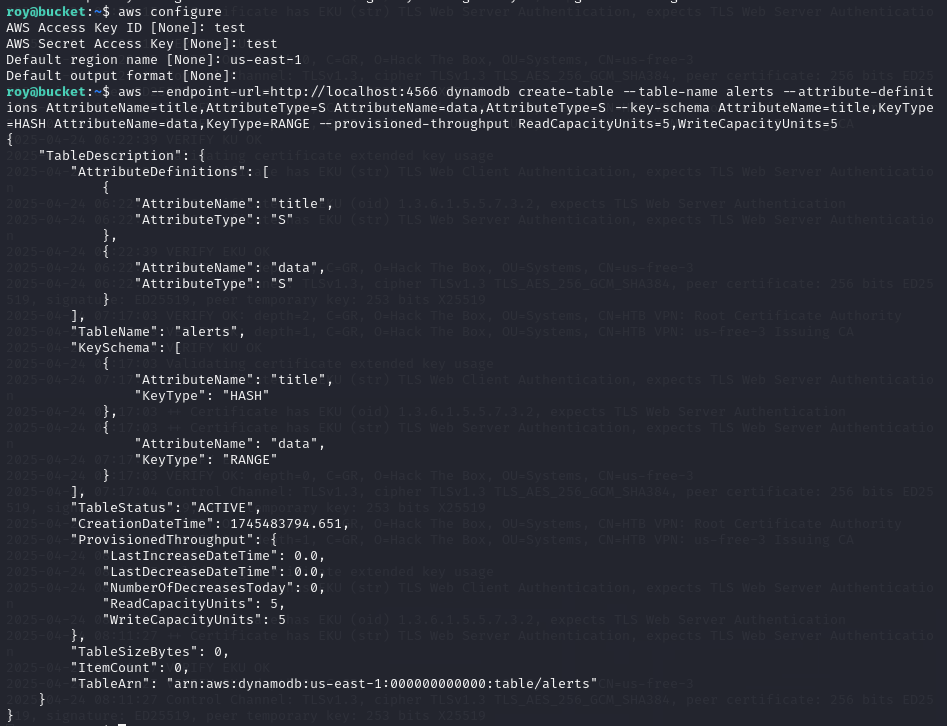 roy@bucket:~$ aws configure
AWS Access Key ID [None]: test
AWS Secret Access Key [None]: test
Default region name [None]: us-east-1
Default output format [None]:
roy@bucket:~$ aws --endpoint-url=http://localhost:4566 dynamodb create-table --table-name alerts --attribute-definit
ions AttributeName=title,AttributeType=S AttributeName=data,AttributeType=S --key-schema AttributeName=title,KeyType
=HASH AttributeName=data,KeyType=RANGE --provisioned-throughput ReadCapacityUnits=5,WriteCapacityUnits=5
{
    "TableDescription": {
        "AttributeDefinitions": [
            {
                "AttributeName": "title",
                "AttributeType": "S"
            },
            {
                "AttributeName": "data",
                "AttributeType": "S"
            }
        ],
        "TableName": "alerts",
        "KeySchema": [
            {
                "AttributeName": "title",
                "KeyType": "HASH"
            },
            {
                "AttributeName": "data",
                "KeyType": "RANGE"
            }
        ],
        "TableStatus": "ACTIVE",
        "CreationDateTime": 1745483794.651,
        "ProvisionedThroughput": {
            "LastIncreaseDateTime": 0.0,
            "LastDecreaseDateTime": 0.0,
            "NumberOfDecreasesToday": 0,
            "ReadCapacityUnits": 5,
            "WriteCapacityUnits": 5
        },
        "TableSizeBytes": 0,
        "ItemCount": 0,
        "TableArn": "arn:aws:dynamodb:us-east-1:000000000000:table/alerts"
    }
}